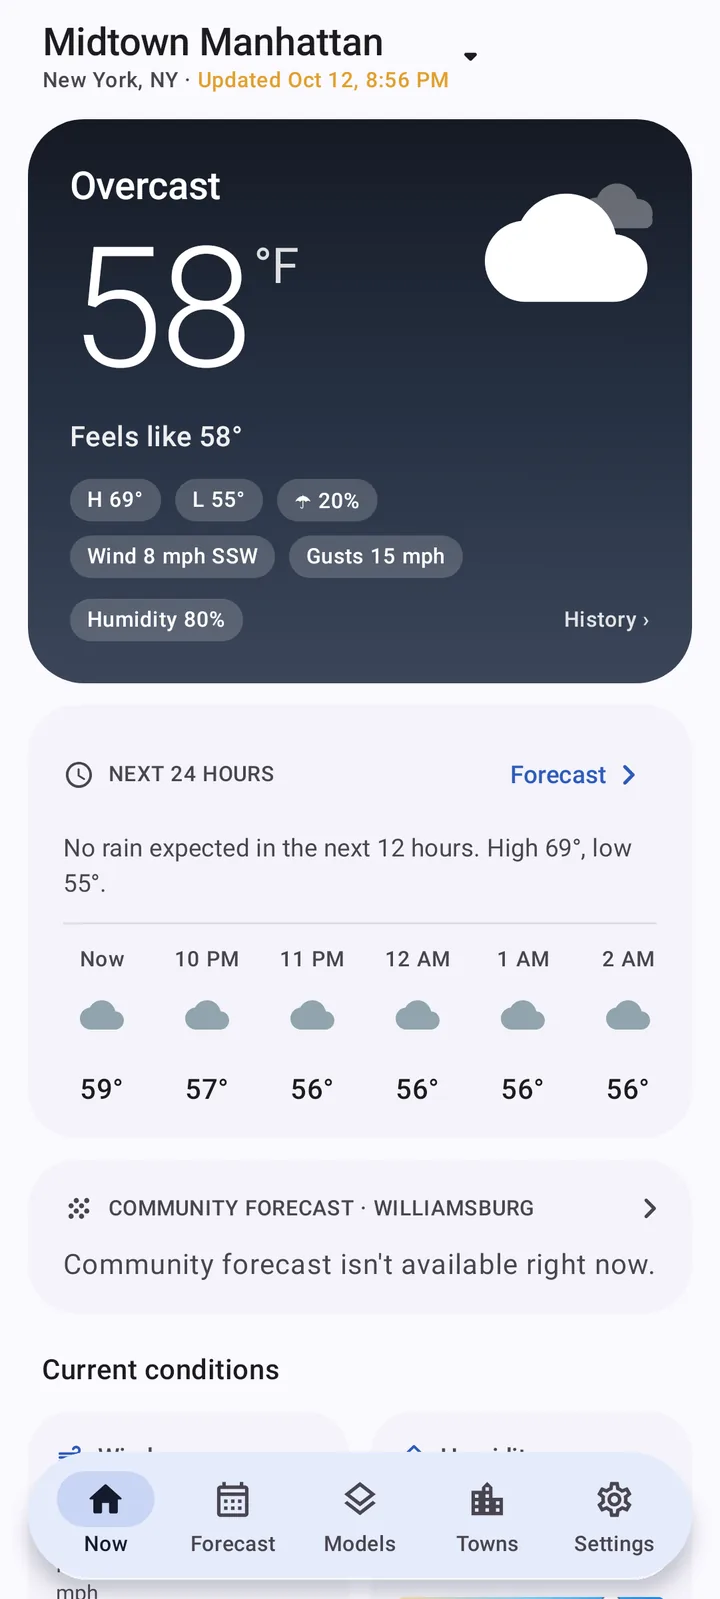 Midtown Manhattan
New York, NY · Updated Oct 12, 8:56 PM
Overcast
58 °F
Feels like 58°
H 69° L 55° 20%
Wind 8 mph SSW Gusts 15 mph
Humidity 80% History ›
NEXT 24 HOURS Forecast
No rain expected in the next 12 hours. High 69°, low
55°.
Now 10 PM 11 PM 12 AM 1 AM 2 AM
59° 57° 56° 56° 56° 56°
COMMUNITY FORECAST · WILLIAMSBURG
Community forecast isn't available right now.
Current conditions
Wind Humidity
Now Forecast Models Towns Settings
mph